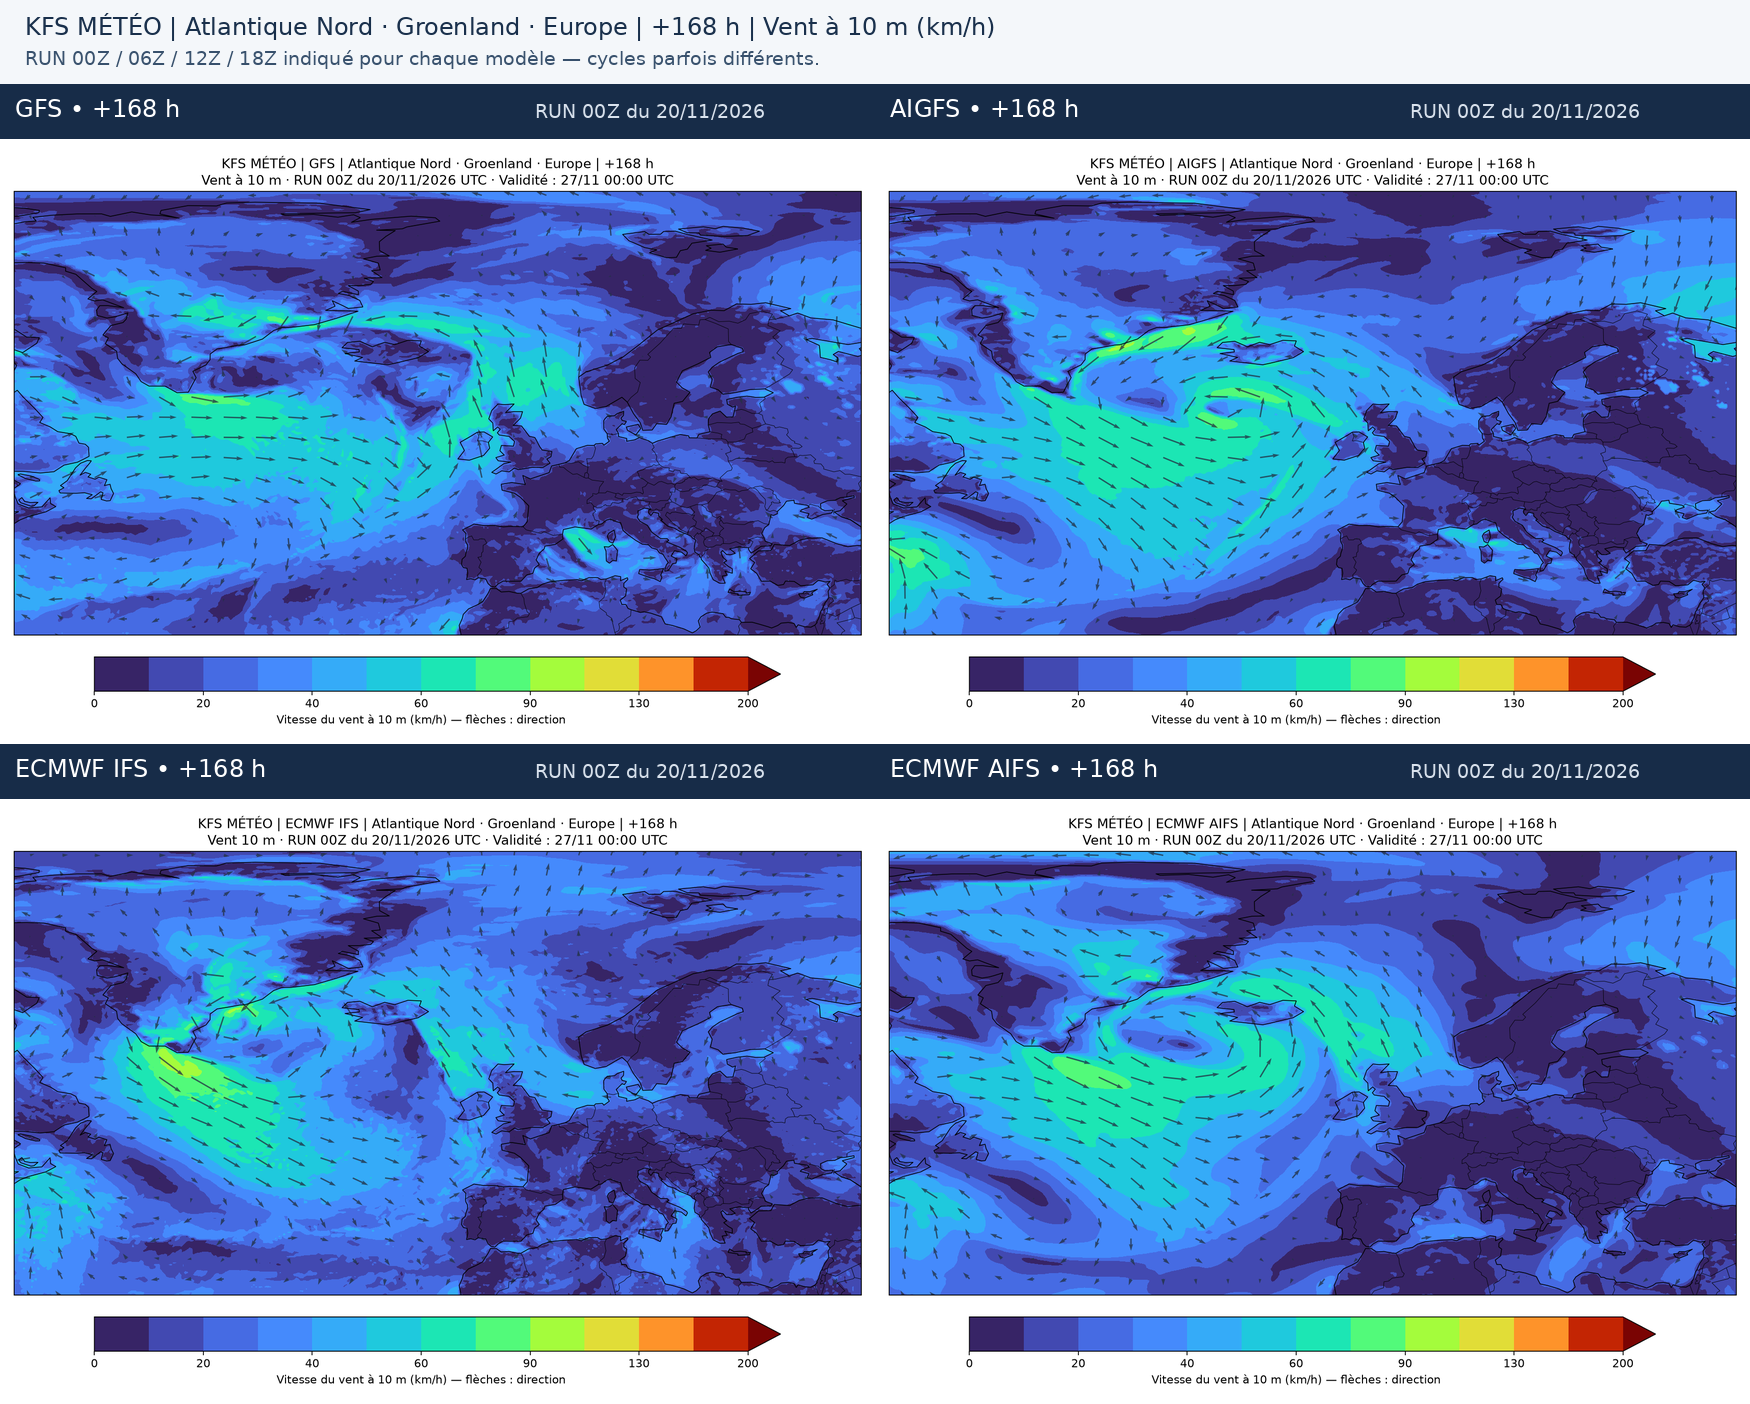 KFS MÉTÉO | Atlantique Nord · Groenland · Europe | +168 h | Vent à 10 m (km/h)
RUN 00Z / 06Z / 12Z / 18Z indiqué pour chaque modèle — cycles parfois différents.
GFS • +168 h
RUN 00Z du 20/11/2026
KFS MÉTÉO | GFS | Atlantique Nord · Groenland · Europe | +168 h
Vent à 10 m · RUN 00Z du 20/11/2026 UTC · Validité : 27/11 00:00 UTC
0 20 40 60 90 130 200
Vitesse du vent à 10 m (km/h) — flèches : direction
AIGFS • +168 h
RUN 00Z du 20/11/2026
KFS MÉTÉO | AIGFS | Atlantique Nord · Groenland · Europe | +168 h
Vent à 10 m · RUN 00Z du 20/11/2026 UTC · Validité : 27/11 00:00 UTC
0 20 40 60 90 130 200
Vitesse du vent à 10 m (km/h) — flèches : direction
ECMWF IFS • +168 h
RUN 00Z du 20/11/2026
KFS MÉTÉO | ECMWF IFS | Atlantique Nord · Groenland · Europe | +168 h
Vent 10 m · RUN 00Z du 20/11/2026 UTC · Validité : 27/11 00:00 UTC
0 20 40 60 90 130 200
Vitesse du vent à 10 m (km/h) — flèches : direction
ECMWF AIFS • +168 h
RUN 00Z du 20/11/2026
KFS MÉTÉO | ECMWF AIFS | Atlantique Nord · Groenland · Europe | +168 h
Vent 10 m · RUN 00Z du 20/11/2026 UTC · Validité : 27/11 00:00 UTC
0 20 40 60 90 130 200
Vitesse du vent à 10 m (km/h) — flèches : direction